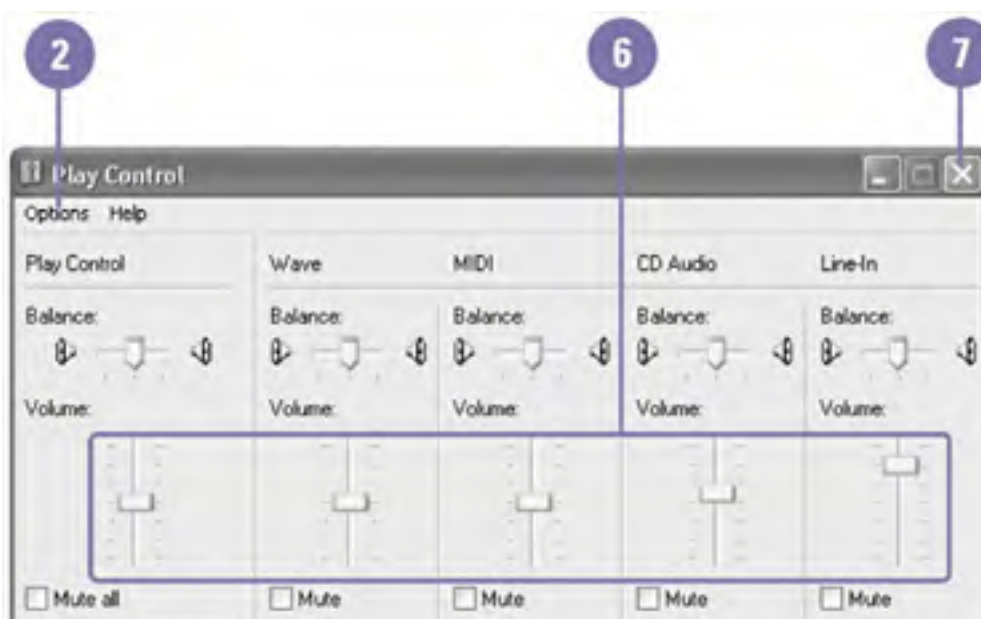 2 6 7
Play Control
Options Help
Play Control Wave MIDI CD Audio Line-In
Balance: Balance: Balance: Balance: Balance:
Volume: Volume: Volume: Volume: Volume:
Mute all Mute Mute Mute Mute